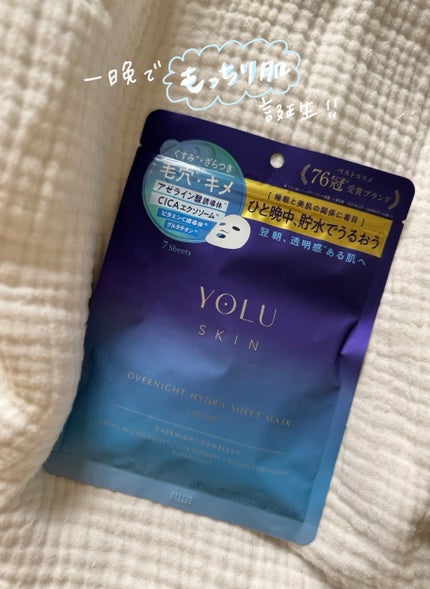 一晩で もっちり肌
誕生!!
くすみ・ざらつき
毛穴・キメ
アゼライン酸誘導体
CICAエクソソーム
ビタミンC誘導体
グルタチオン
7 Sheets
ベストコスメ
76冠
受賞ブランド
[ 睡眠と美肌の関係に着目 ]
ひと晩中、貯水でうるおう
翌朝、透明感ある肌へ
YOLU
SKIN
OVERNIGHT HYDRA SHEET MASK
OVERNIGHT COMPLEX